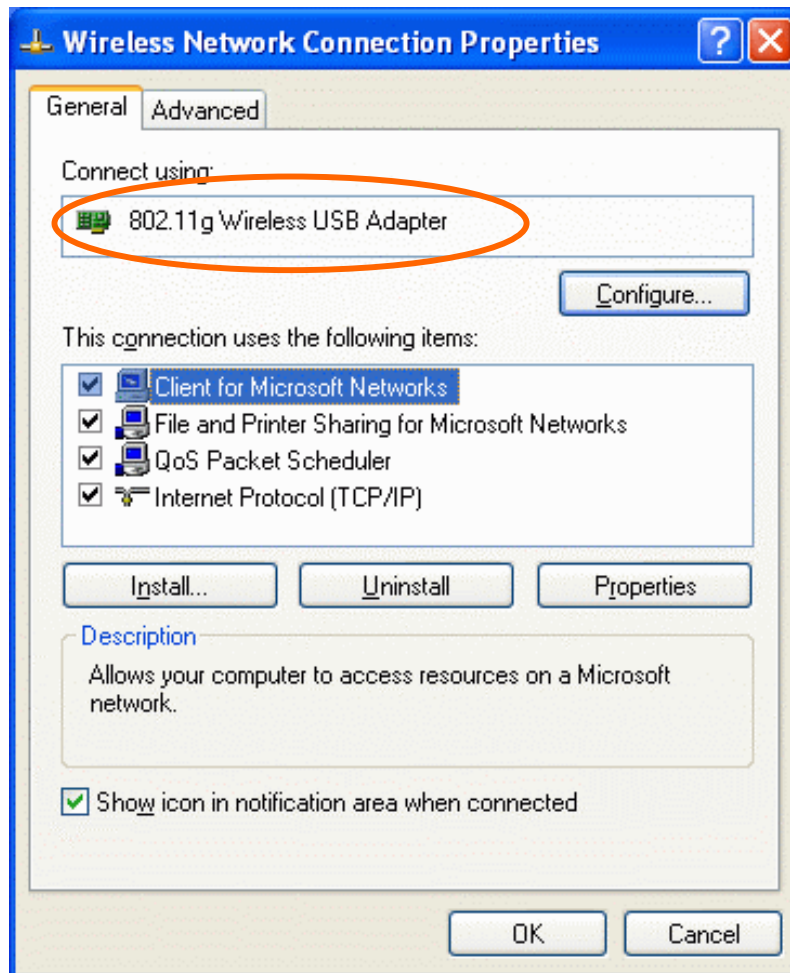 Wireless Network Connection Properties
General
Advanced
Connect using:
802.11g Wireless USB Adapter
Configure...
This connection uses the following items:
Client for Microsoft Networks
File and Printer Sharing for Microsoft Networks
QoS Packet Scheduler
Internet Protocol (TCP/IP)
Install...
Uninstall
Properties
Description
Allows your computer to access resources on a Microsoft
network.
Show icon in notification area when connected
OK
Cancel